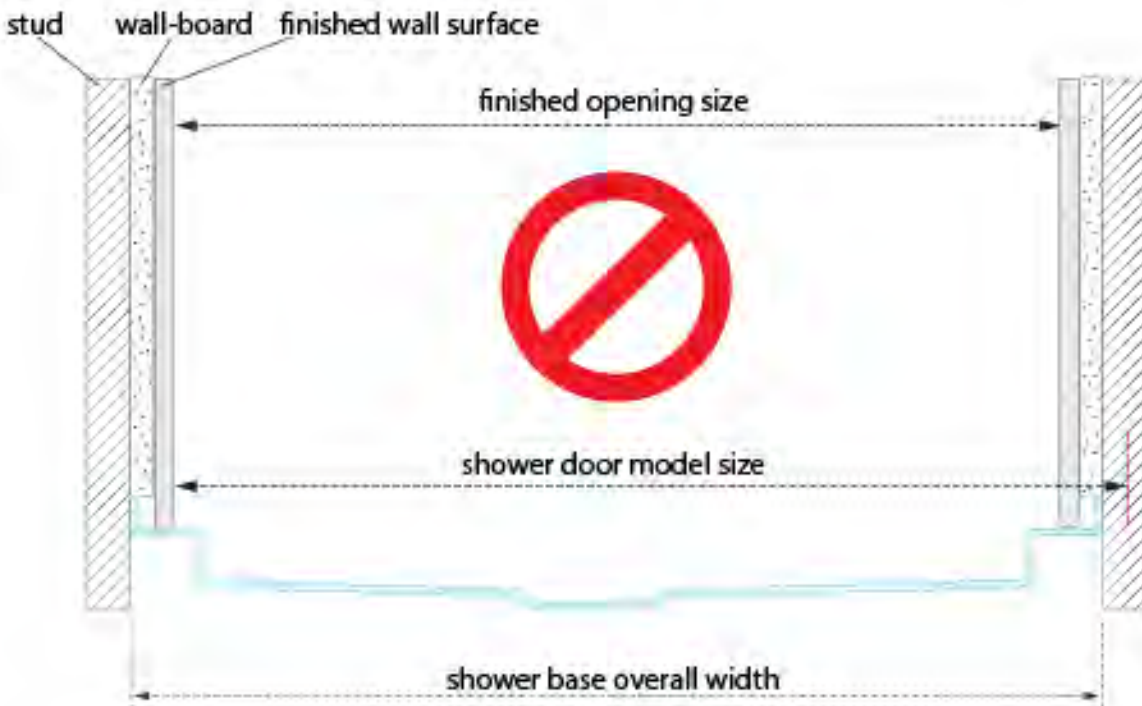 stud wall-board finished wall surface
finished opening size
shower door model size
shower base overall width